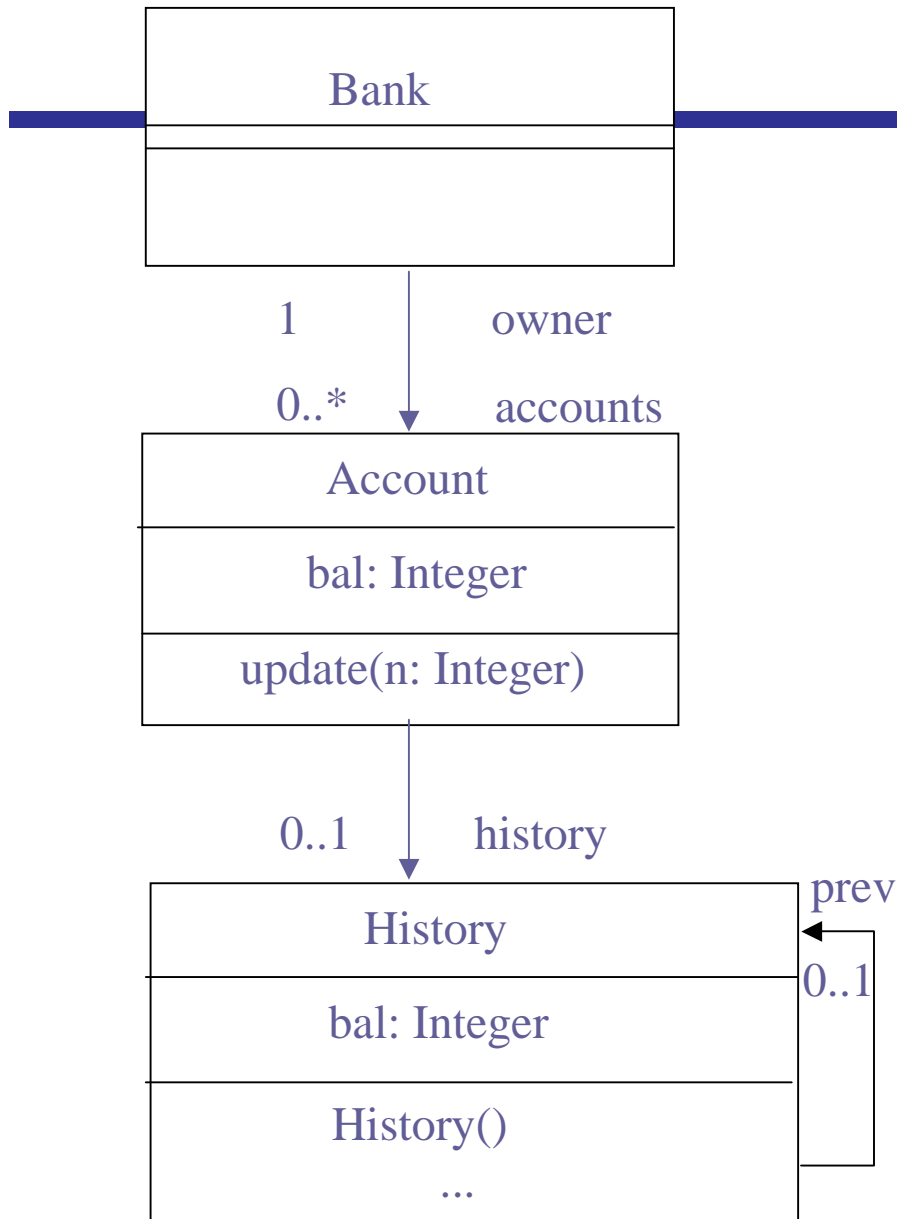 Bank
1 owner
0..* accounts
Account
bal: Integer
update(n: Integer)
0..1 history
prev
History
0..1
bal: Integer
History()
...